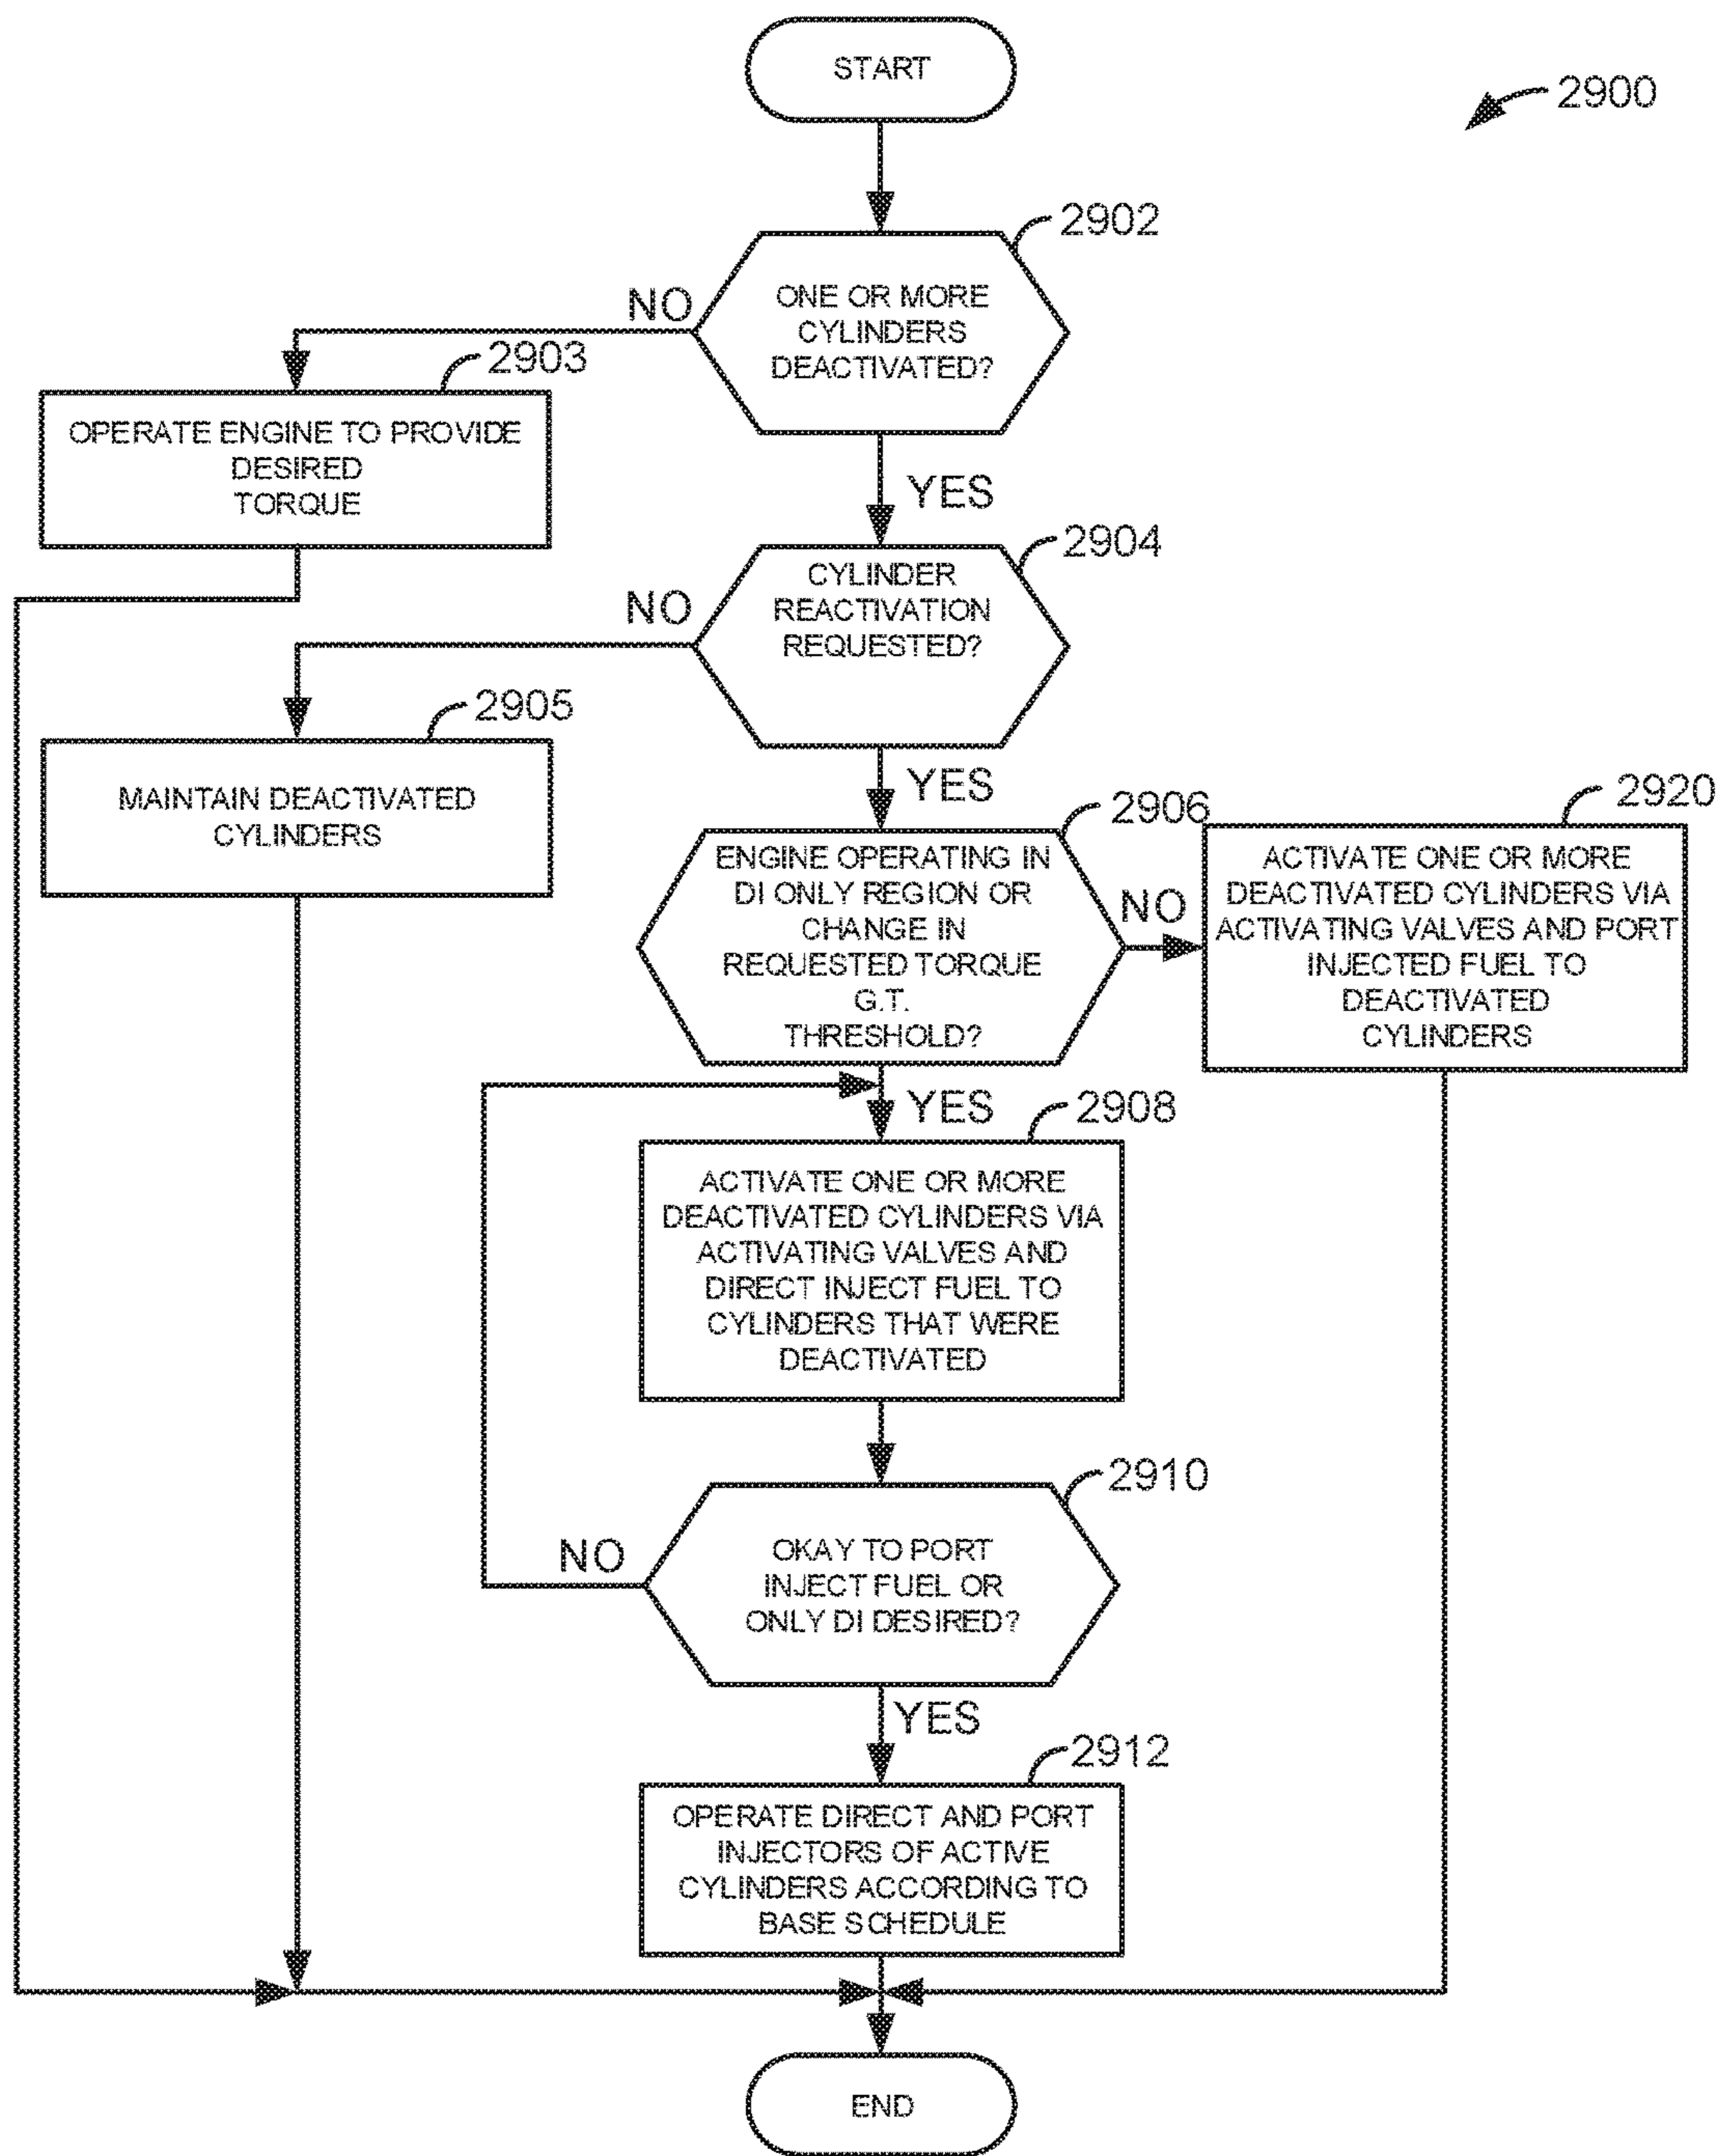 START
2900
2902
ONE OR MORE
CYLINDERS
DEACTIVATED?
NO
2903
OPERATE ENGINE TO PROVIDE
DESIRED
TORQUE
YES
2904
CYLINDER
REACTIVATION
REQUESTED?
NO
2905
MAINTAIN DEACTIVATED
CYLINDERS
YES
2906
ENGINE OPERATING IN
DI ONLY REGION OR
CHANGE IN
REQUESTED TORQUE
G.T.
THRESHOLD?
NO
2920
ACTIVATE ONE OR MORE
DEACTIVATED CYLINDERS VIA
ACTIVATING VALVES AND PORT
INJECTED FUEL TO
DEACTIVATED
CYLINDERS
YES
2908
ACTIVATE ONE OR MORE
DEACTIVATED CYLINDERS VIA
ACTIVATING VALVES AND
DIRECT INJECT FUEL TO
CYLINDERS THAT WERE
DEACTIVATED
2910
OKAY TO PORT
INJECT FUEL OR
ONLY DI DESIRED?
NO
YES
2912
OPERATE DIRECT AND PORT
INJECTORS OF ACTIVE
CYLINDERS ACCORDING TO
BASE SCHEDULE
END